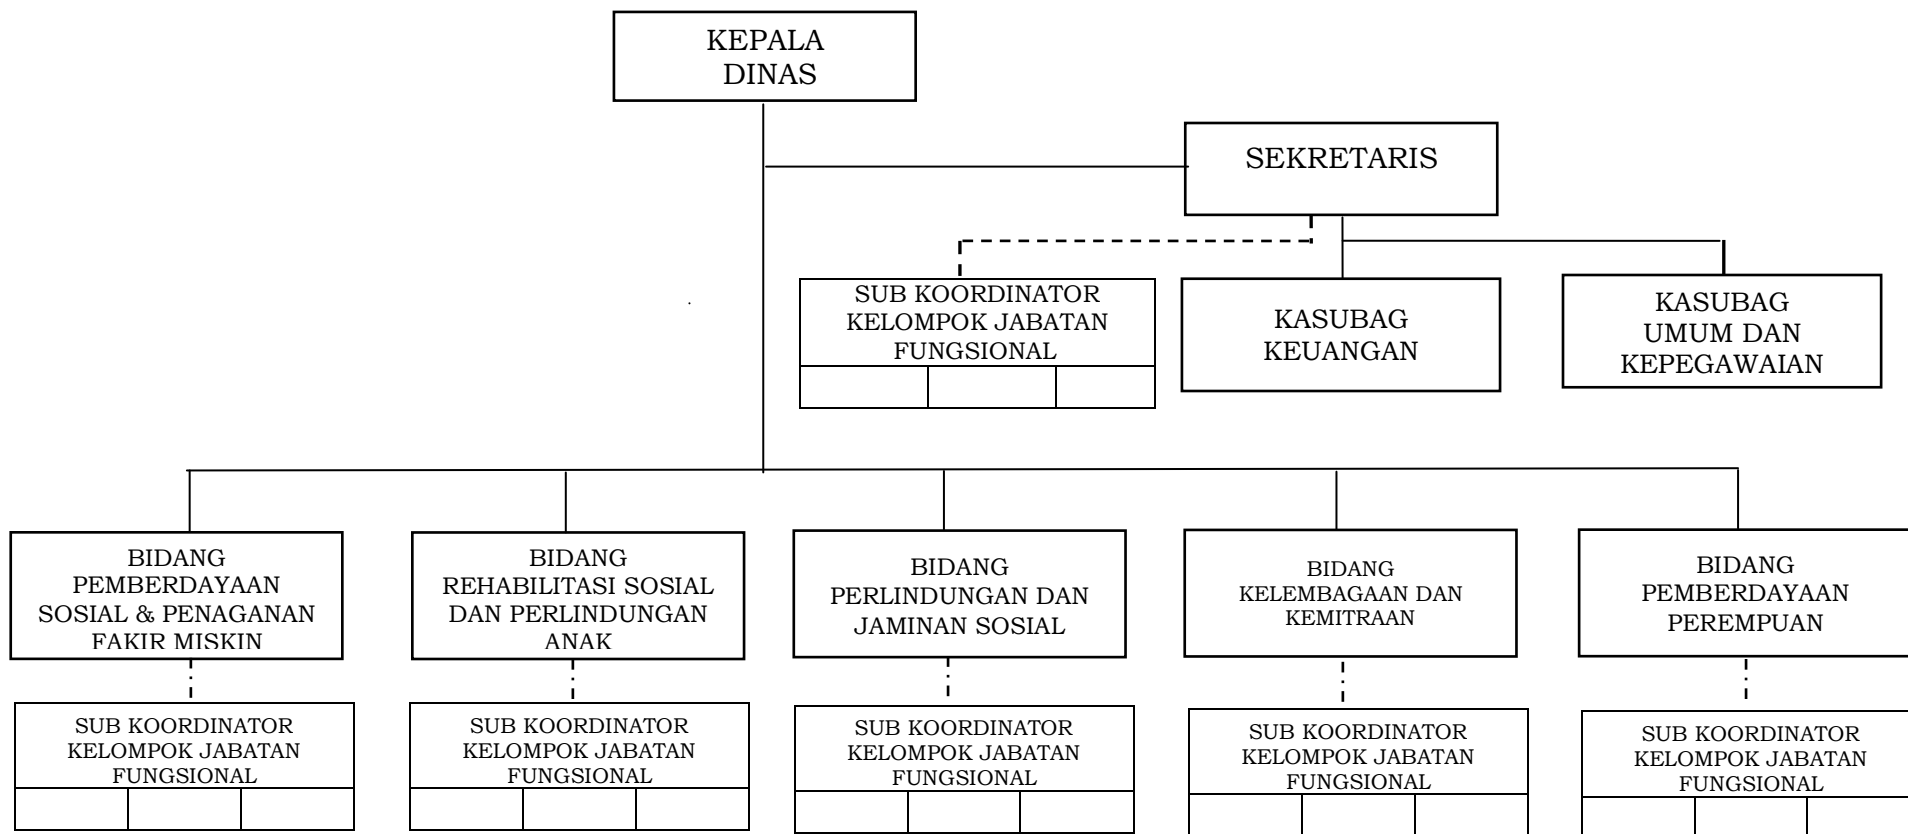 KEPALA
DINAS
SEKRETARIS
SUB KOORDINATOR
KELOMPOK JABATAN
FUNGSIONAL
KASUBAG
KEUANGAN
KASUBAG
UMUM DAN
KEPEGAWAIAN
BIDANG
PEMBERDAYAAN
SOSIAL & PENAGANAN
FAKIR MISKIN
BIDANG
REHABILITASI SOSIAL
DAN PERLINDUNGAN
ANAK
BIDANG
PERLINDUNGAN DAN
JAMINAN SOSIAL
BIDANG
KELEMBAGAAN DAN
KEMITRAAN
BIDANG
PEMBERDAYAAN
PEREMPUAN
SUB KOORDINATOR
KELOMPOK JABATAN
FUNGSIONAL
SUB KOORDINATOR
KELOMPOK JABATAN
FUNGSIONAL
SUB KOORDINATOR
KELOMPOK JABATAN
FUNGSIONAL
SUB KOORDINATOR
KELOMPOK JABATAN
FUNGSIONAL
SUB KOORDINATOR
KELOMPOK JABATAN
FUNGSIONAL